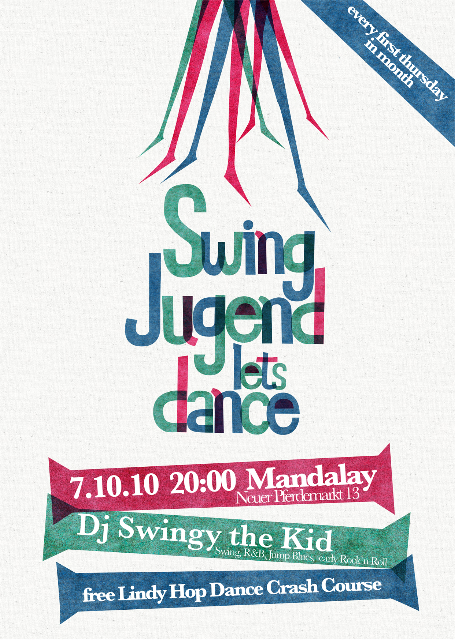 every first thursday
in month
Swing
Jugend
let's
dance
7.10.10 20:00 Mandalay
Neuer Pferdemarkt 13
Dj Swingy the Kid
Swing, R&B, Jump Blues, early Rock'n Roll
free Lindy Hop Dance Crash Course